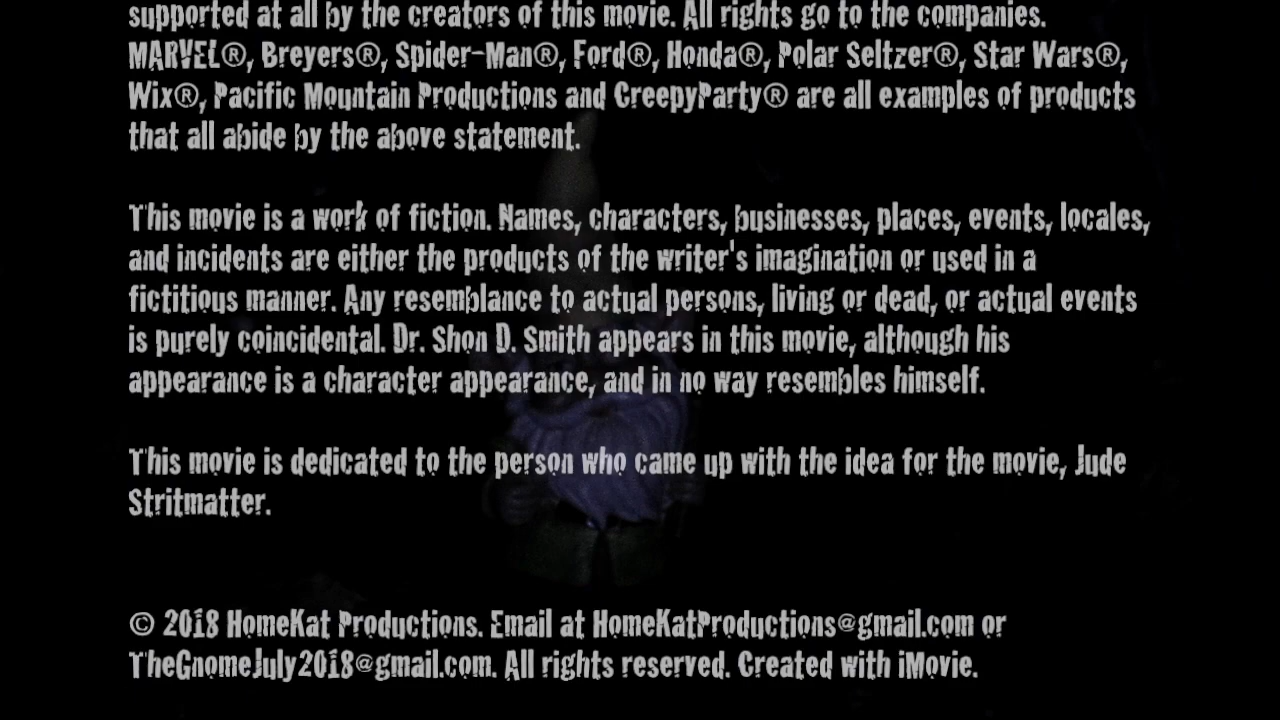 supported at all by the creators of this movie. All rights go to the companies.
MARVEL®, Breyers®, Spider-Man®, Ford®, Honda®, Polar Seltzer®, Star Wars®,
Wix®, Pacific Mountain Productions and CreepyParty® are all examples of products
that all abide by the above statement.
This movie is a work of fiction. Names, characters, businesses, places, events, locales,
and incidents are either the products of the writer's imagination or used in a
fictitious manner. Any resemblance to actual persons, living or dead, or actual events
is purely coincidental. Dr. Shon D. Smith appears in this movie, although his
appearance is a character appearance, and in no way resembles himself.
This movie is dedicated to the person who came up with the idea for the movie, Jude
Stritmatter.
© 2018 HomeKat Productions. Email at HomeKatProductions@gmail.com or
TheGnomeJuly2018@gmail.com. All rights reserved. Created with iMovie.